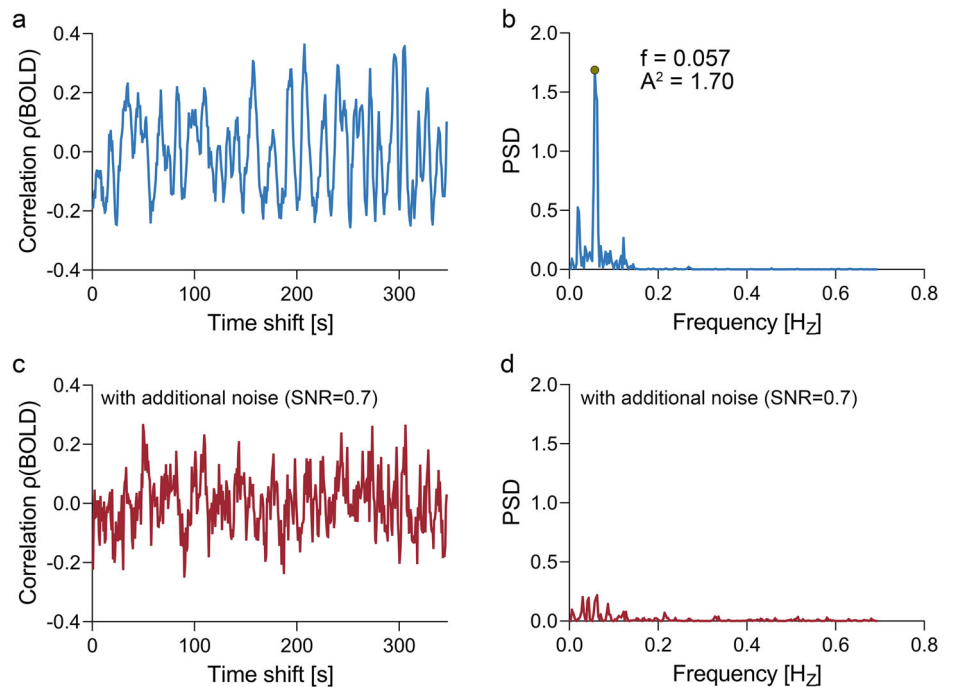 a
0.4
0.2
0.0
-0.2
-0.4
Correlation ρ(BOLD)
0
100
200
300
Time shift [s]
b
2.0
1.5
1.0
0.5
0.0
PSD
f = 0.057
A² = 1.70
0.0
0.2
0.4
0.6
0.8
Frequency [HZ]
c
0.4
0.2
0.0
-0.2
-0.4
Correlation ρ(BOLD)
with additional noise (SNR=0.7)
0
100
200
300
Time shift [s]
d
2.0
1.5
1.0
0.5
0.0
PSD
with additional noise (SNR=0.7)
0.0
0.2
0.4
0.6
0.8
Frequency [HZ]